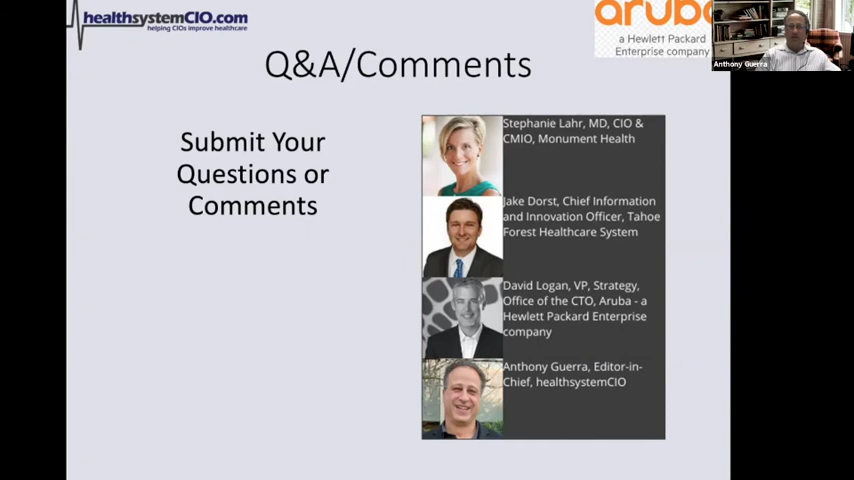 healthsystemCIO.com
helping CIOs improve healthcare
aruba
a Hewlett Packard
Enterprise company
Anthony Guerra
Q&A/Comments
Submit Your
Questions or
Comments
Stephanie Lahr, MD, CIO &
CMIO, Monument Health
Jake Dorst, Chief Information
and Innovation Officer, Tahoe
Forest Healthcare System
David Logan, VP, Strategy,
Office of the CTO, Aruba - a
Hewlett Packard Enterprise
company
Anthony Guerra, Editor-in-
Chief, healthsystemCIO